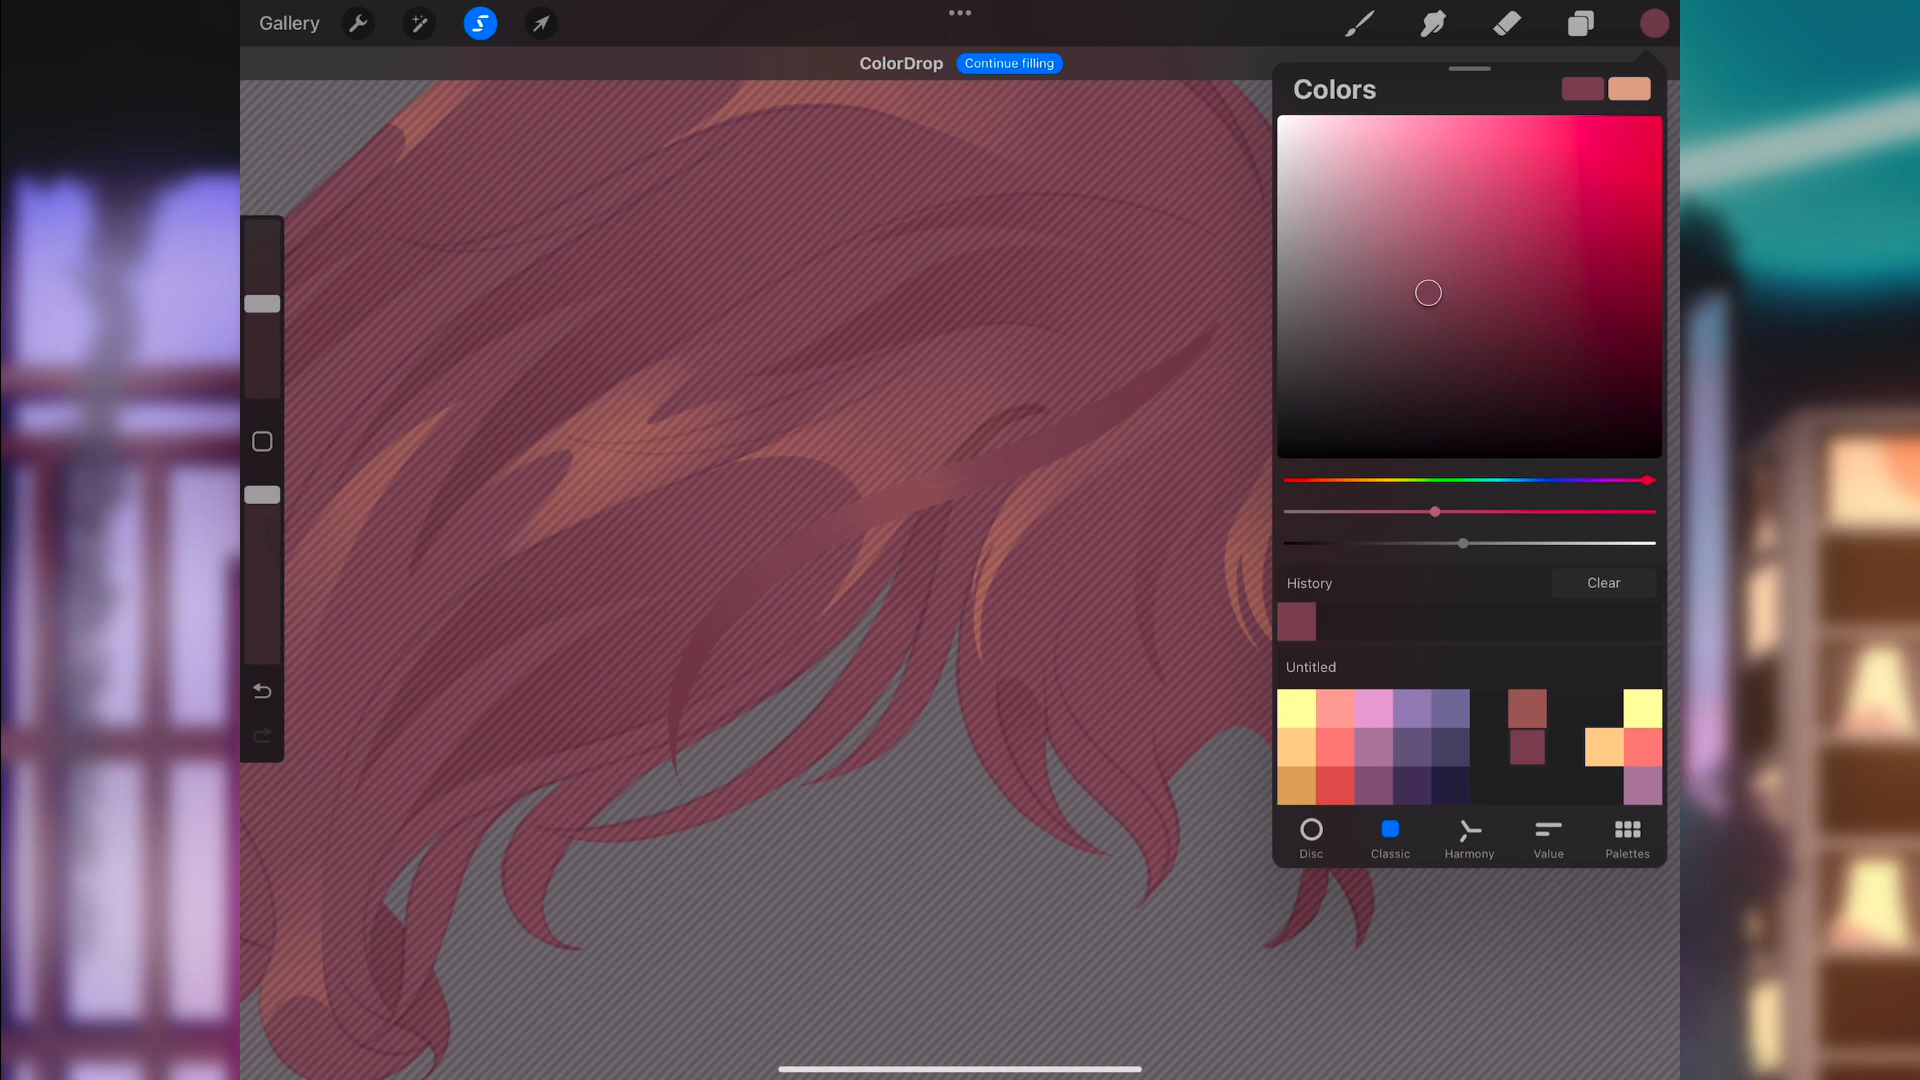 Gallery
ColorDrop Continue filling
Colors
History Clear
Untitled
Disc Classic Harmony Value Palettes